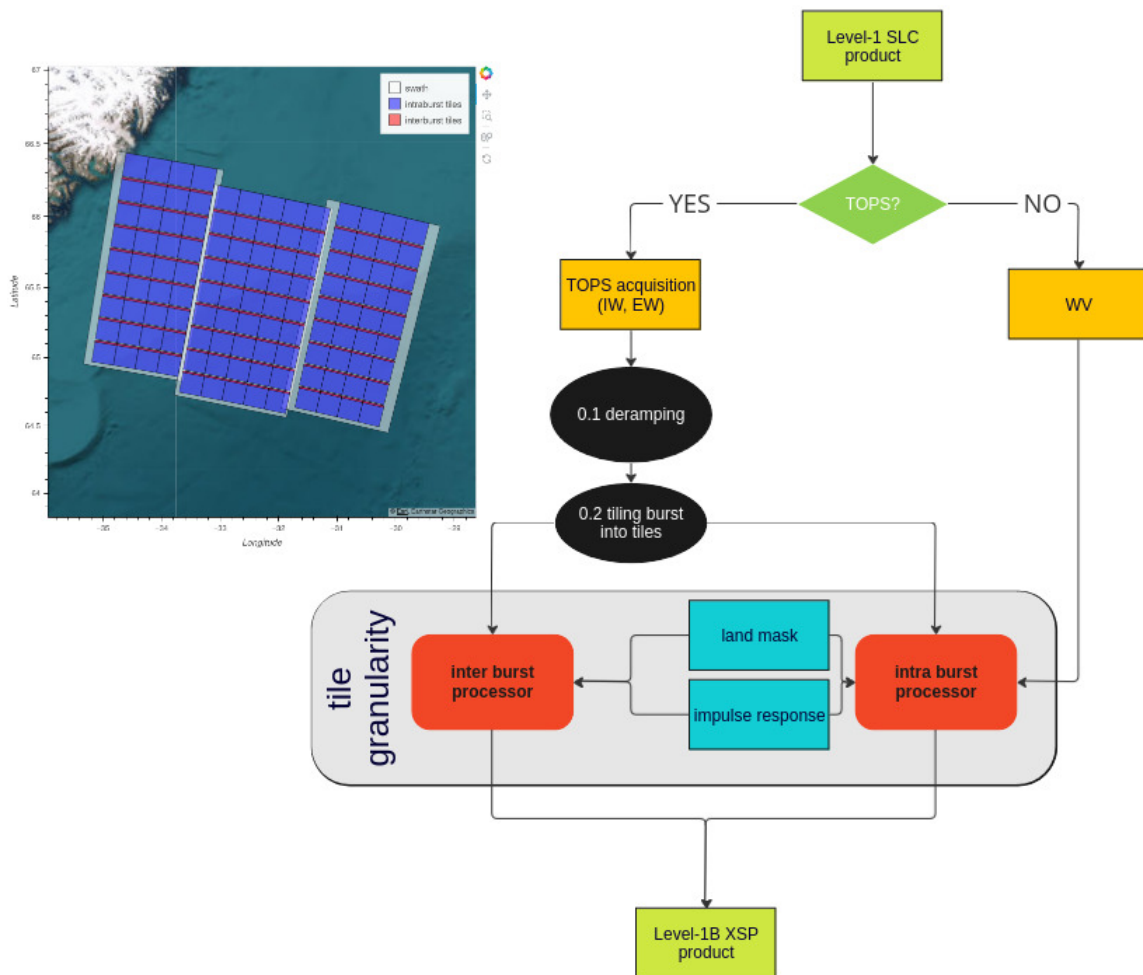 Level-1 SLC
product
67
swath
intraburst tiles
interburst tiles
66.5
66
65.5
65
64.5
64
Latitude
−35
−34
−33
−32
−31
−30
−29
Longitude
© Esri, Earthstar Geographics
TOPS?
YES
NO
TOPS acquisition
(IW, EW)
WV
0.1 deramping
0.2 tiling burst
into tiles
tile
granularity
land mask
inter burst
processor
intra burst
processor
impulse response
Level-1B XSP
product